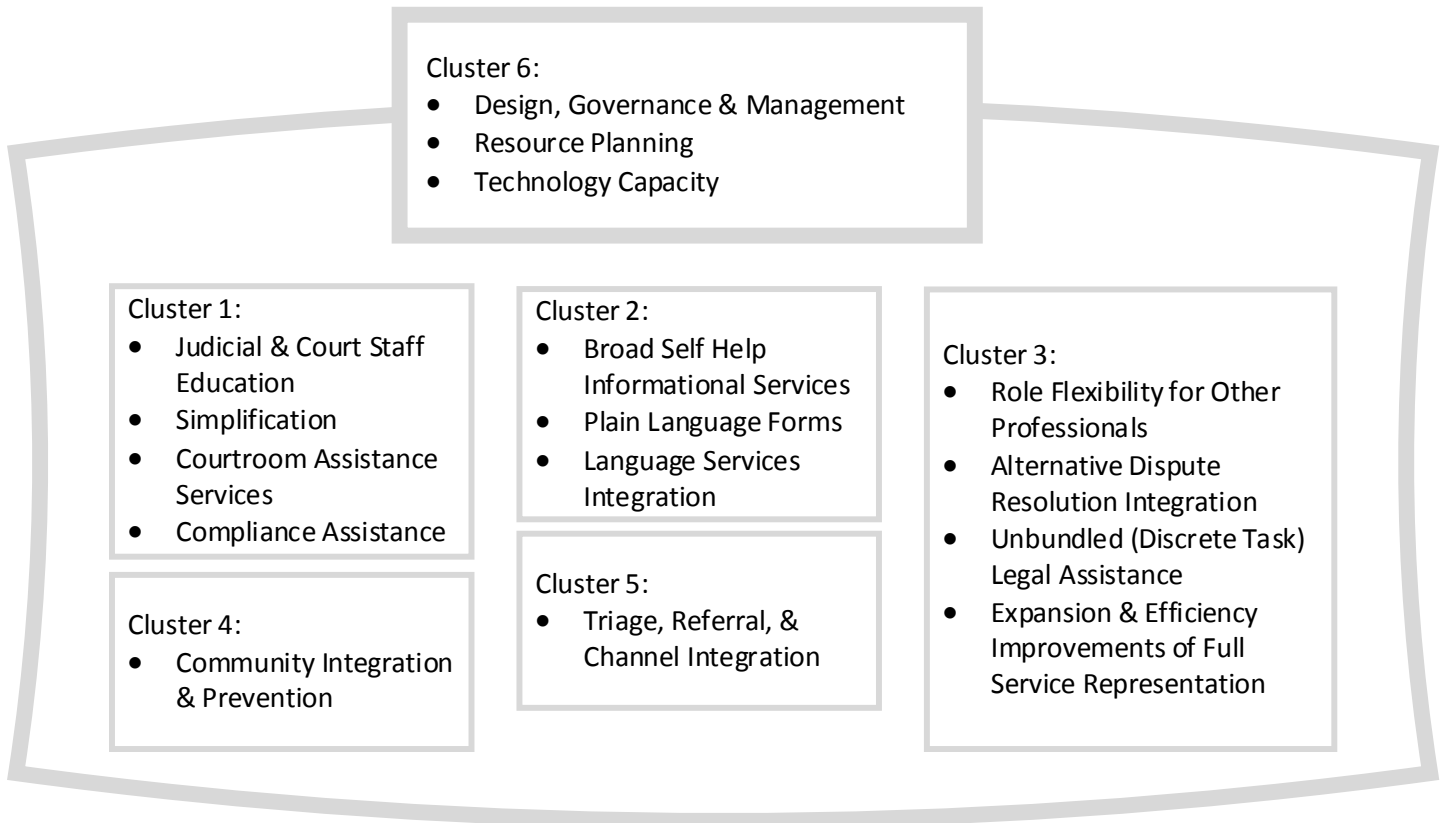 Cluster 6:
• Design, Governance & Management
• Resource Planning
• Technology Capacity
Cluster 1:
• Judicial & Court Staff
Education
• Simplification
• Courtroom Assistance
Services
• Compliance Assistance
Cluster 2:
• Broad Self Help
Informational Services
• Plain Language Forms
• Language Services
Integration
Cluster 3:
• Role Flexibility for Other
Professionals
• Alternative Dispute
Resolution Integration
• Unbundled (Discrete Task)
Legal Assistance
• Expansion & Efficiency
Improvements of Full
Service Representation
Cluster 4:
• Community Integration
& Prevention
Cluster 5:
• Triage, Referral, &
Channel Integration